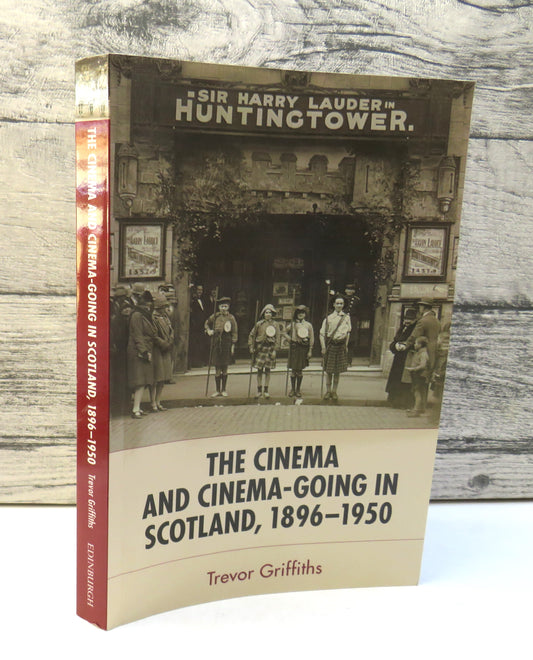 SIR HARRY LAUDER IN
HUNTINGTOWER.
THE CINEMA
AND CINEMA-GOING IN
SCOTLAND, 1896–1950
Trevor Griffiths
THE CINEMA AND CINEMA-GOING IN SCOTLAND, 1896–1950
Trevor Griffiths
EDINBURGH